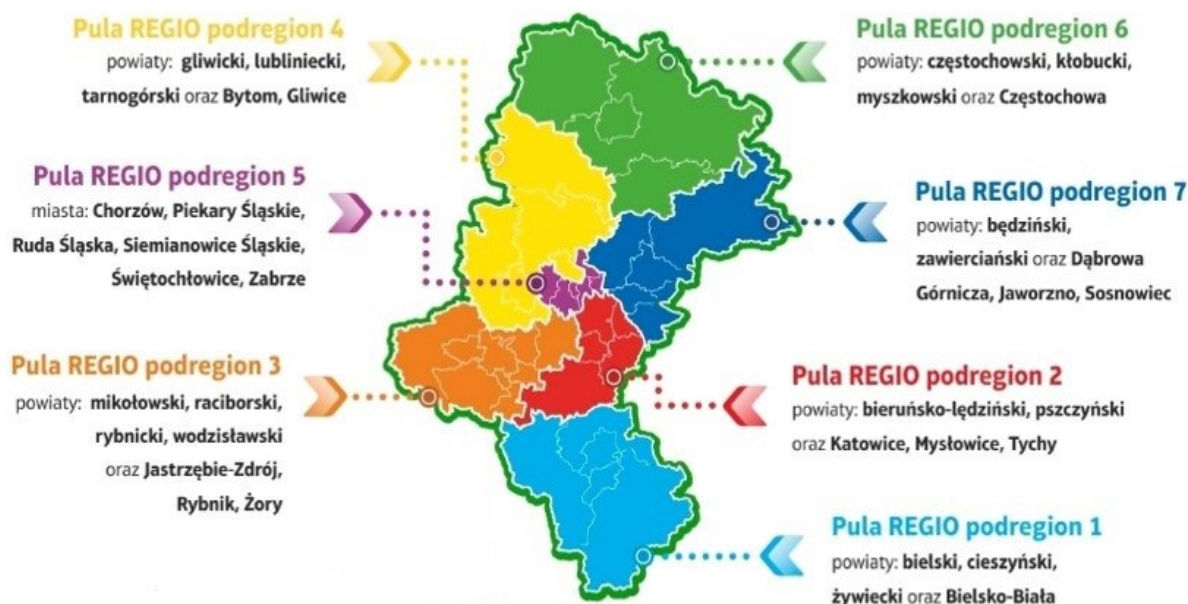 Pula REGIO podregion 4
powiaty: gliwicki, lubliniecki,
tarnogórski oraz Bytom, Gliwice
Pula REGIO podregion 6
powiaty: częstochowski, kłobucki,
myszkowski oraz Częstochowa
Pula REGIO podregion 5
miasta: Chorzów, Piekary Śląskie,
Ruda Śląska, Siemianowice Śląskie,
Świętochłowice, Zabrze
Pula REGIO podregion 7
powiaty: będziński,
zawierciański oraz Dąbrowa
Górnicza, Jaworzno, Sosnowiec
Pula REGIO podregion 3
powiaty: mikołowski, raciborski,
rybnicki, wodzisławski
oraz Jastrzębie-Zdrój,
Rybnik, Żory
Pula REGIO podregion 2
powiaty: bieruńsko-lędziński, pszczyński
oraz Katowice, Mysłowice, Tychy
Pula REGIO podregion 1
powiaty: bielski, cieszyński,
żywiecki oraz Bielsko-Biała